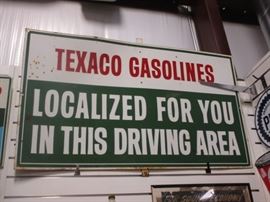 TEXACO GASOLINES
LOCALIZED FOR YOU
IN THIS DRIVING AREA